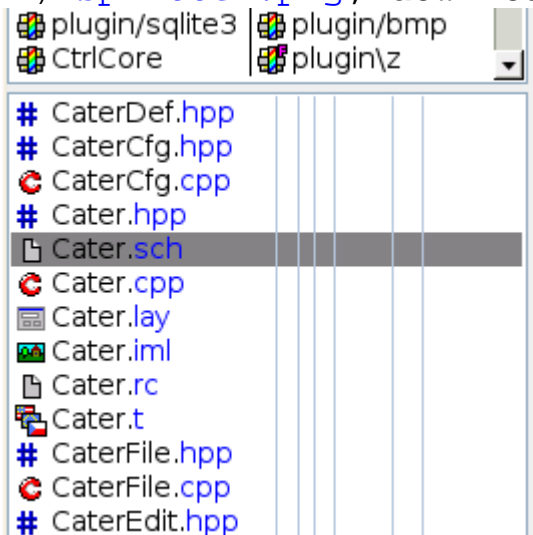 plugin/sqlite3 plugin/bmp
CtrlCore plugin\z
# CaterDef.hpp
# CaterCfg.hpp
CaterCfg.cpp
# Cater.hpp
Cater.sch
Cater.cpp
Cater.lay
Cater.iml
Cater.rc
Cater.t
# CaterFile.hpp
CaterFile.cpp
# CaterEdit.hpp